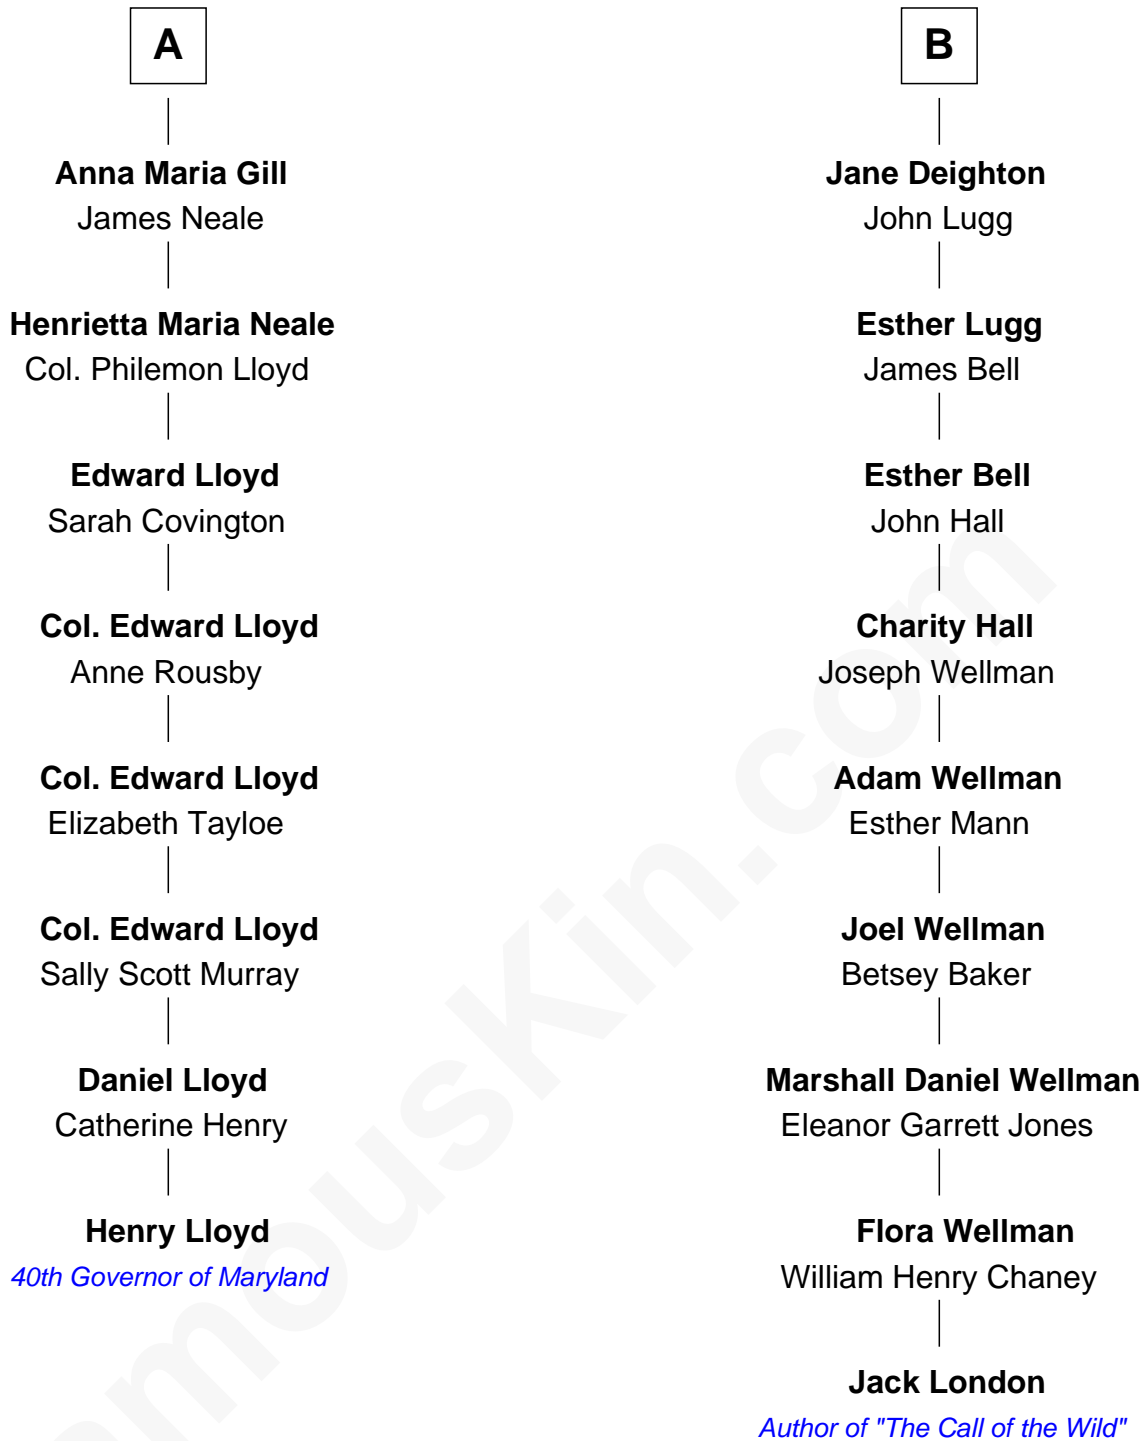 A
Anna Maria Gill
James Neale
Henrietta Maria Neale
Col. Philemon Lloyd
Edward Lloyd
Sarah Covington
Col. Edward Lloyd
Anne Rousby
Col. Edward Lloyd
Elizabeth Tayloe
Col. Edward Lloyd
Sally Scott Murray
Daniel Lloyd
Catherine Henry
Henry Lloyd
40th Governor of Maryland
B
Jane Deighton
John Lugg
Esther Lugg
James Bell
Esther Bell
John Hall
Charity Hall
Joseph Wellman
Adam Wellman
Esther Mann
Joel Wellman
Betsey Baker
Marshall Daniel Wellman
Eleanor Garrett Jones
Flora Wellman
William Henry Chaney
Jack London
Author of "The Call of the Wild"
amouskin.com